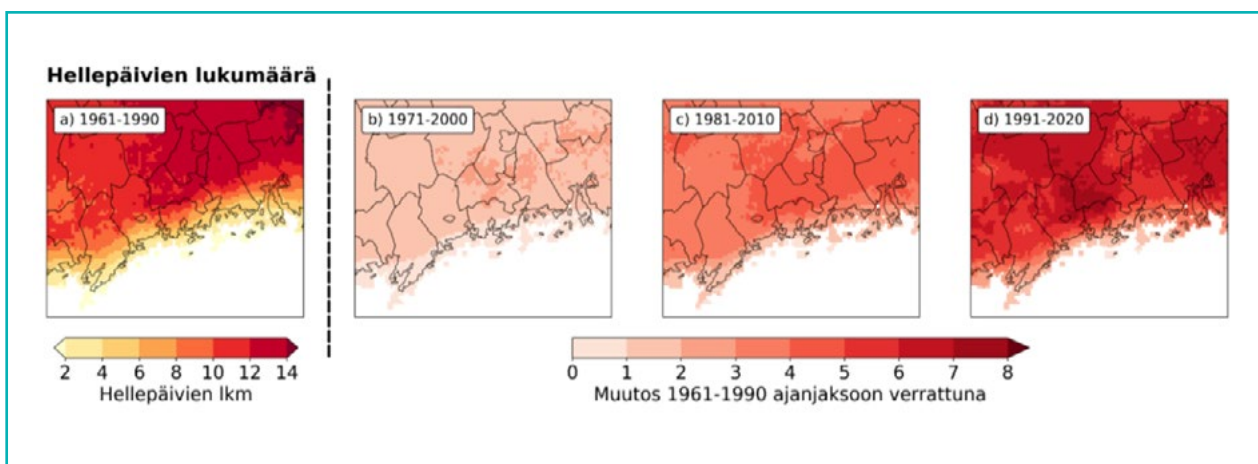 Hellepäivien lukumäärä
a) 1961-1990
b) 1971-2000
c) 1981-2010
d) 1991-2020
2 4 6 8 10 12 14
Hellepäivien lkm
0 1 2 3 4 5 6 7 8
Muutos 1961-1990 ajanjaksoon verrattuna